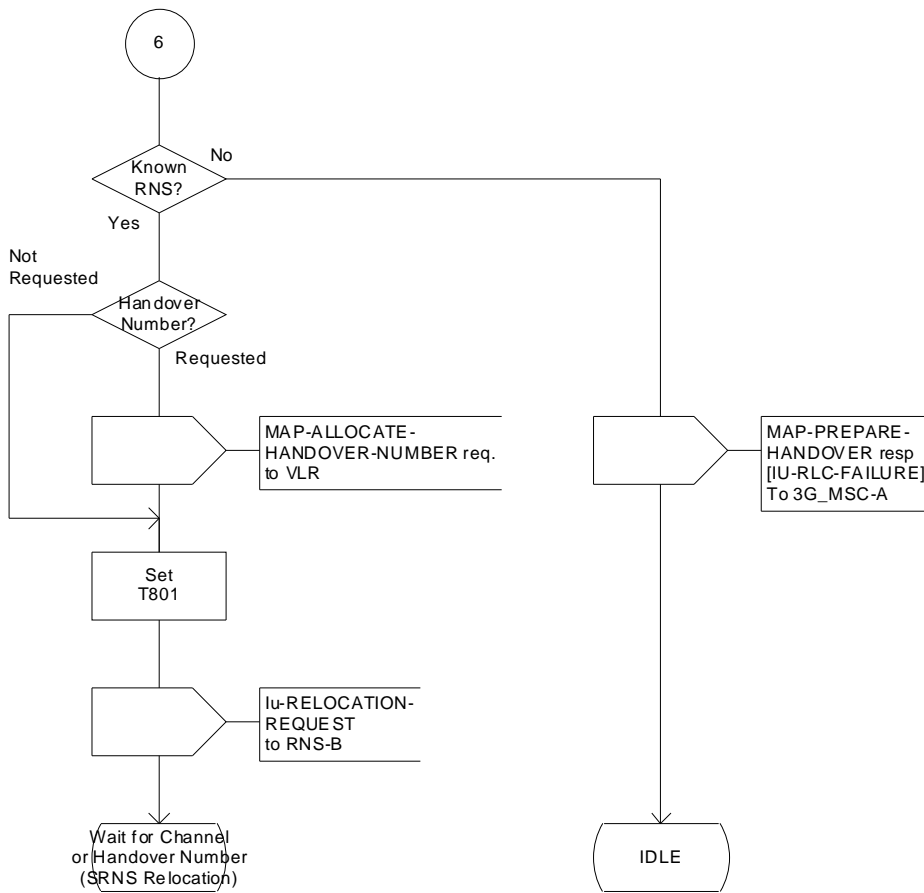 6
Known
RNS?
No
Yes
Not
Requested
Handover
Number?
Requested
MAP-ALLOCATE-
HANDOVER-NUMBER req.
to VLR
MAP-PREPARE-
HANDOVER resp
[IU-RLC-FAILURE]
To 3G_MSC-A
Set
T801
Iu-RELOCATION-
REQUEST
to RNS-B
Wait for Channel
or Handover Number
(SRNS Relocation)
IDLE